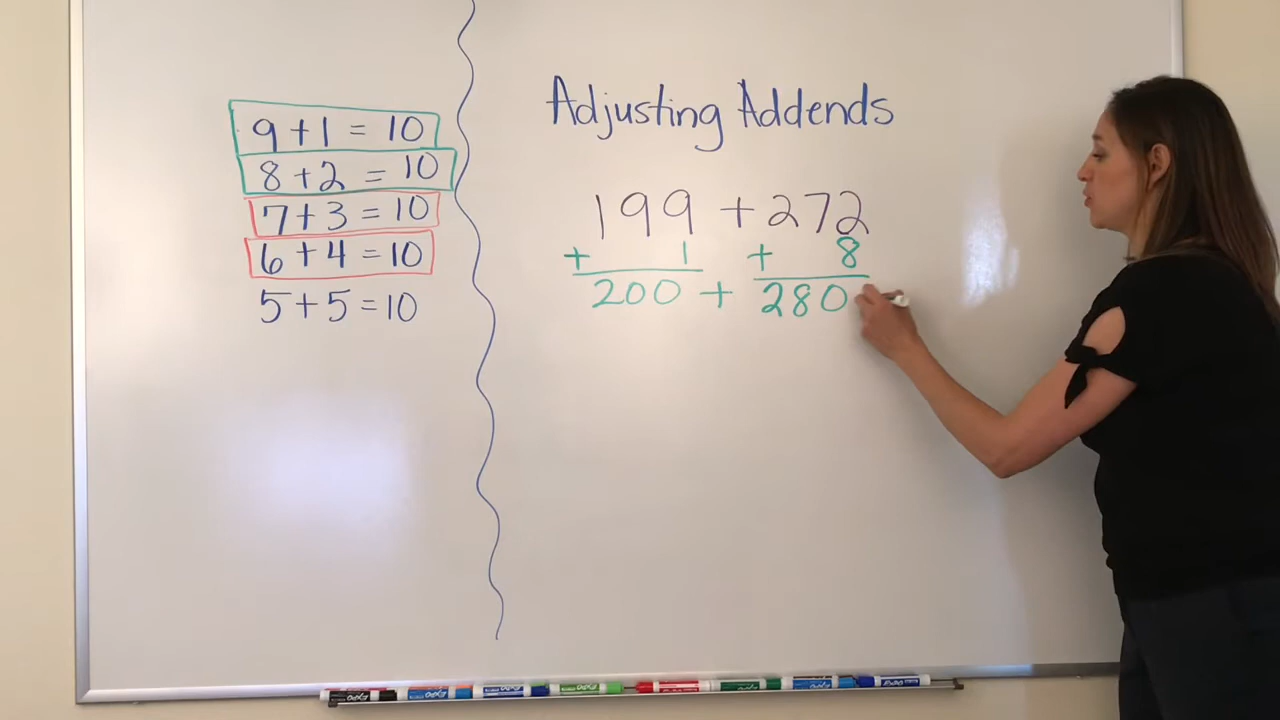 9 + 1 = 10
8 + 2 = 10
7 + 3 = 10
6 + 4 = 10
5 + 5 = 10
Adjusting Addends
199 + 272
+ 1 + 8
200 + 280